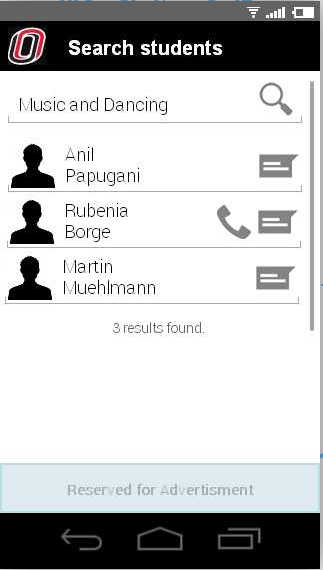 O
Search students
Music and Dancing
Anil
Papugani
Rubenia
Borge
Martin
Muehlmann
3 results found.
Reserved for Advertisment